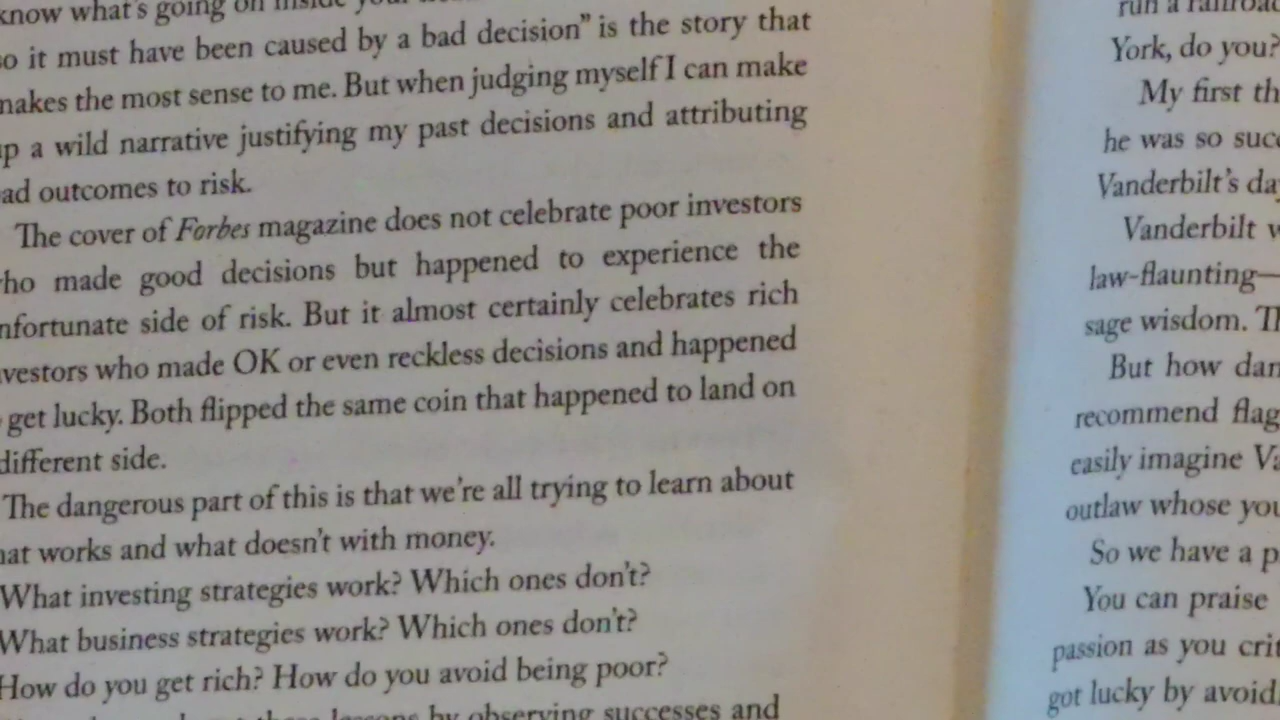 know what's going on inside your
so it must have been caused by a bad decision” is the story that
makes the most sense to me. But when judging myself I can make
up a wild narrative justifying my past decisions and attributing
ad outcomes to risk.
The cover of Forbes magazine does not celebrate poor investors
who made good decisions but happened to experience the
nfortunate side of risk. But it almost certainly celebrates rich
nvestors who made OK or even reckless decisions and happened
get lucky. Both flipped the same coin that happened to land on
different side.
The dangerous part of this is that we're all trying to learn about
hat works and what doesn't with money.
What investing strategies work? Which ones don't?
What business strategies work? Which ones don't?
How do you get rich? How do you avoid being poor?
these lessons by observing successes and
run a railroad
York, do you?
My first th
he was so succ
Vanderbilt's day
Vanderbilt w
law-flaunting—
sage wisdom. Th
But how dan
recommend flag
easily imagine Va
outlaw whose you
So we have a p
You can praise
passion as you crit
got lucky by avoid